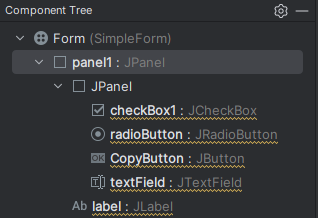 Component Tree
Form (SimpleForm)
panel1 : JPanel
JPanel
checkBox1 : JCheckBox
radioButton : JRadioButton
OK CopyButton : JButton
T textField : JTextField
Ab label : JLabel